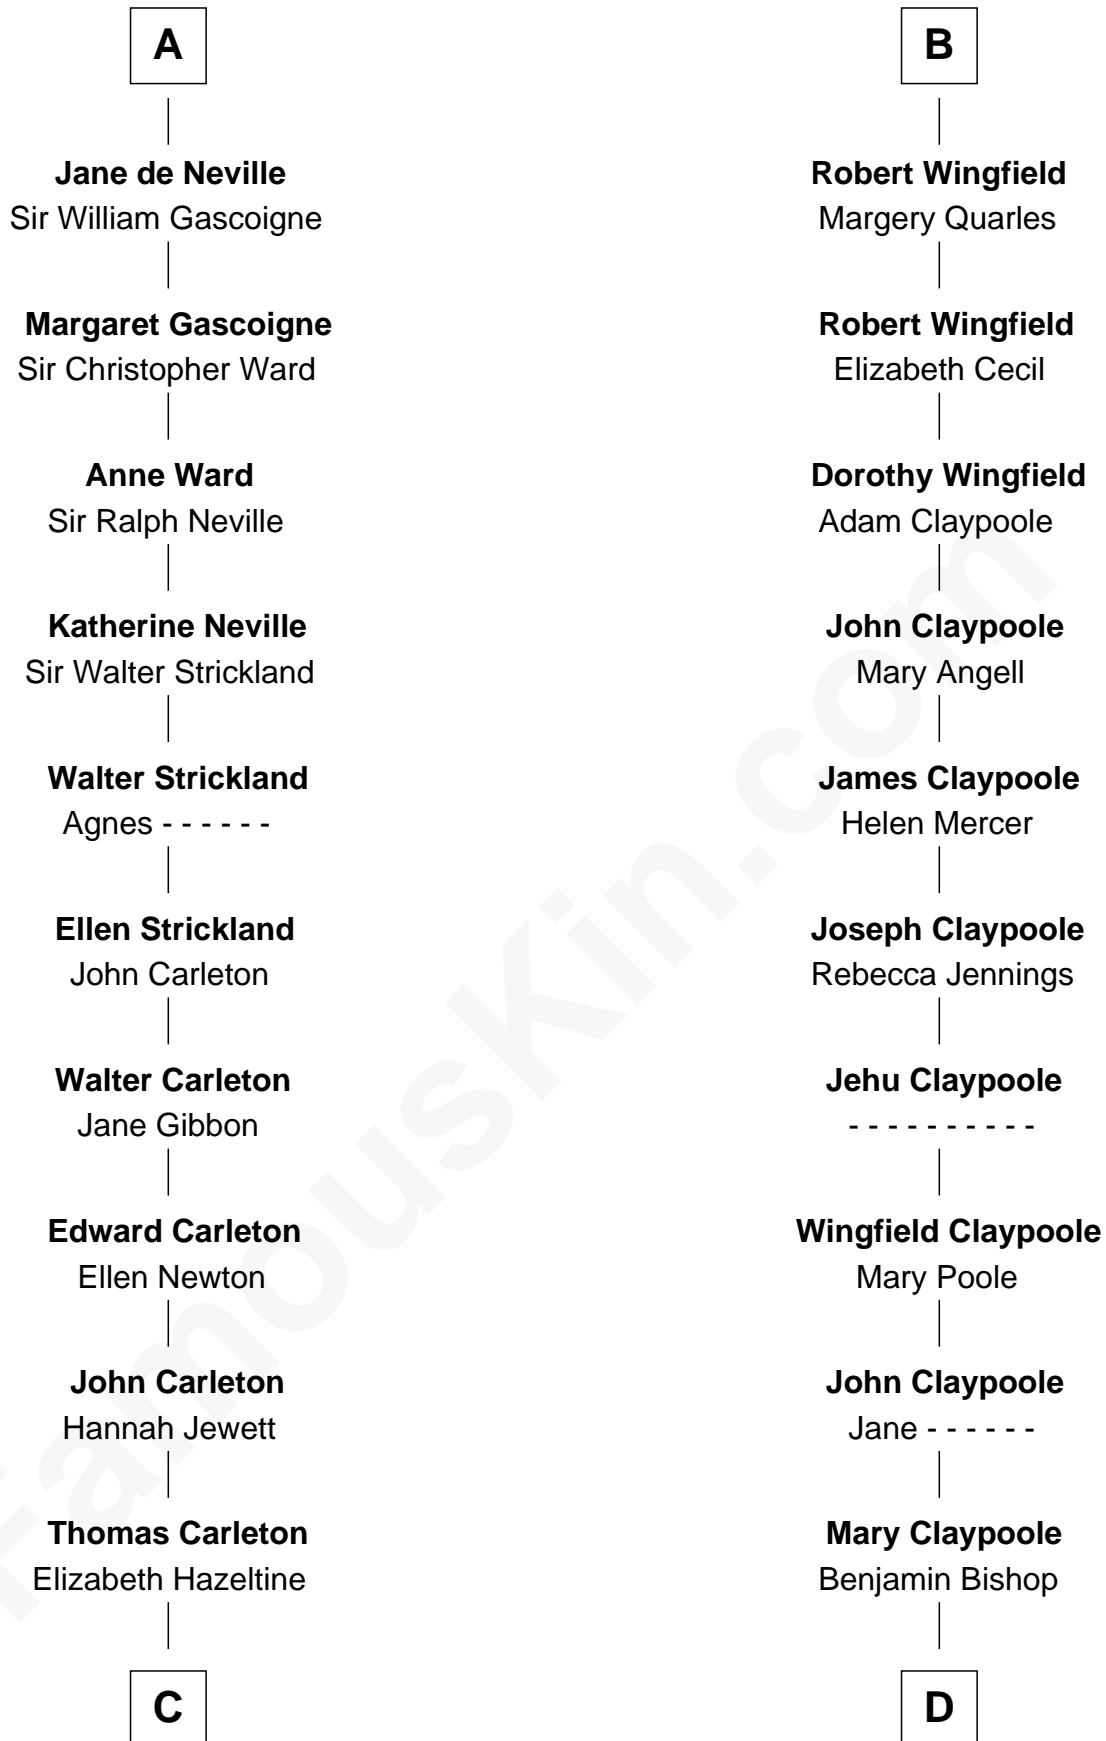 A
Jane de Neville
Sir William Gascoigne
Margaret Gascoigne
Sir Christopher Ward
Anne Ward
Sir Ralph Neville
Katherine Neville
Sir Walter Strickland
Walter Strickland
Agnes - - - - - -
Ellen Strickland
John Carleton
Walter Carleton
Jane Gibbon
Edward Carleton
Ellen Newton
John Carleton
Hannah Jewett
Thomas Carleton
Elizabeth Hazeltine
C
B
Robert Wingfield
Margery Quarles
Robert Wingfield
Elizabeth Cecil
Dorothy Wingfield
Adam Claypoole
John Claypoole
Mary Angell
James Claypoole
Helen Mercer
Joseph Claypoole
Rebecca Jennings
Jehu Claypoole
- - - - - - - - - -
Wingfield Claypoole
Mary Poole
John Claypoole
Jane - - - - - -
Mary Claypoole
Benjamin Bishop
D
FamousKin.com